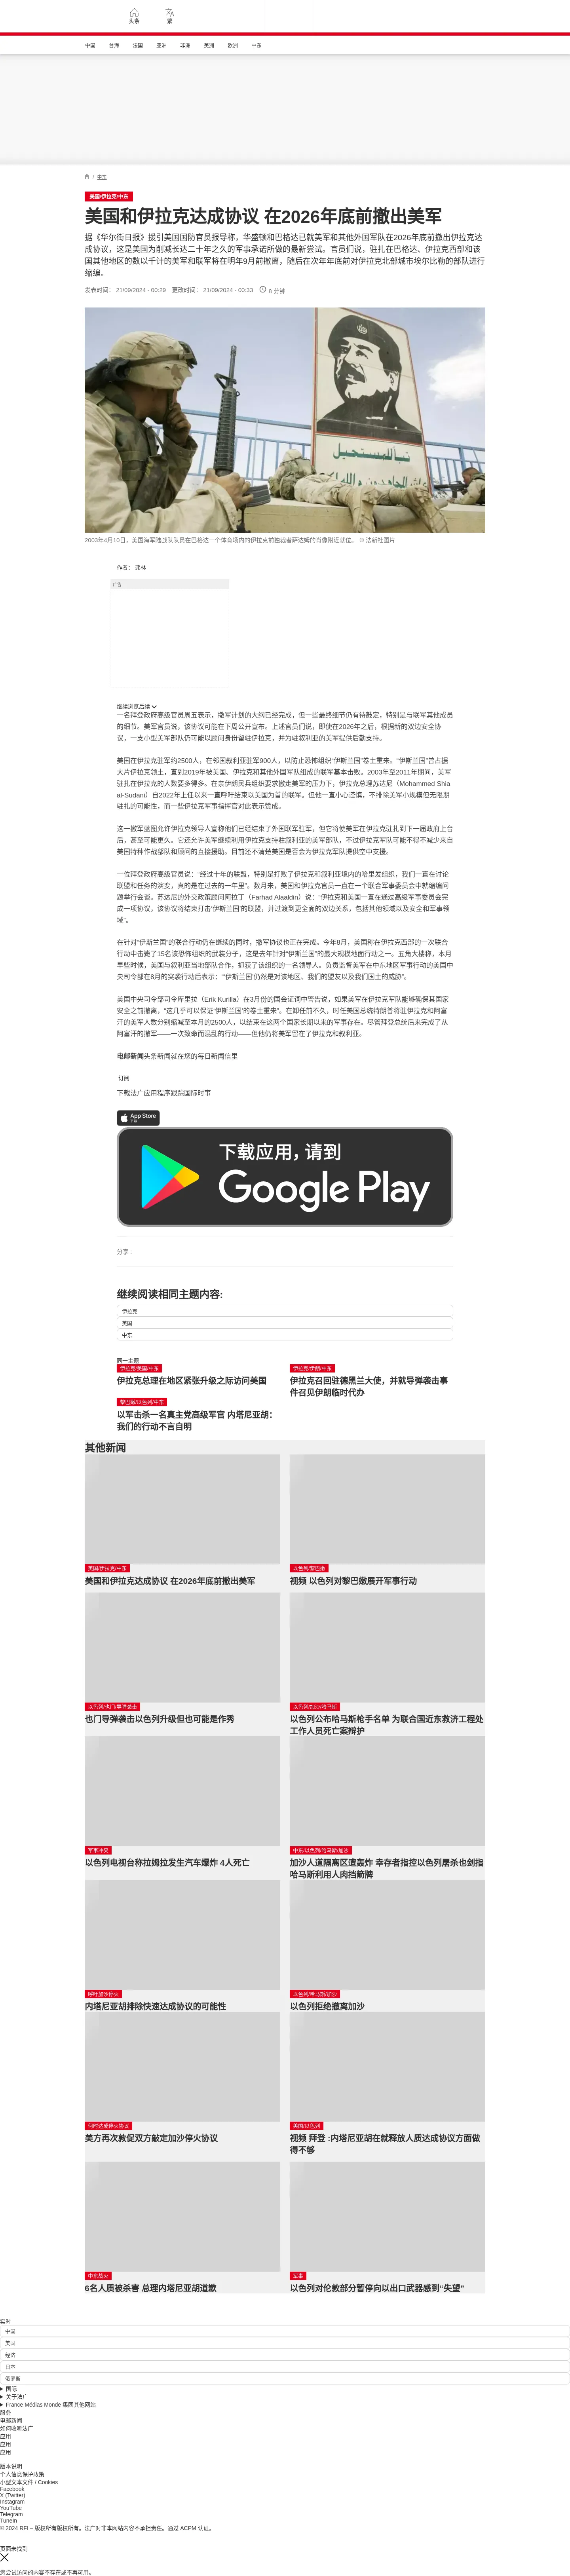 头条
繁
中国 台海 法国 亚洲 非洲 美洲 欧洲 中东
/ 中东
美国/伊拉克/中东
美国和伊拉克达成协议 在2026年底前撤出美军
据《华尔街日报》援引美国国防官员报导称，华盛顿和巴格达已就美军和其他外国军队在2026年底前撤出伊拉克达
成协议，这是美国为削减长达二十年之久的军事承诺所做的最新尝试。官员们说，驻扎在巴格达、伊拉克西部和该
国其他地区的数以千计的美军和联军将在明年9月前撤离，随后在次年年底前对伊拉克北部城市埃尔比勒的部队进行
缩编。
发表时间： 21/09/2024 - 00:29 更改时间： 21/09/2024 - 00:33 8 分钟
2003年4月10日，美国海军陆战队队员在巴格达一个体育场内的伊拉克前独裁者萨达姆的肖像附近就位。 © 法新社图片
作者： 弗林
广告
继续浏览后续
一名拜登政府高级官员周五表示，撤军计划的大纲已经完成，但一些最终细节仍有待敲定，特别是与联军其他成员
的细节。美军官员说，该协议可能在下周公开宣布。上述官员们说，即使在2026年之后，根据新的双边安全协
议，一支小型美军部队仍可能以顾问身份留驻伊拉克，并为驻叙利亚的美军提供后勤支持。
美国在伊拉克驻军约2500人，在邻国叙利亚驻军900人，以防止恐怖组织“伊斯兰国”卷土重来。“伊斯兰国”曾占据
大片伊拉克领土，直到2019年被美国、伊拉克和其他外国军队组成的联军基本击败。2003年至2011年期间，美军
驻扎在伊拉克的人数要多得多。在亲伊朗民兵组织要求撤走美军的压力下，伊拉克总理苏达尼（Mohammed Shia
al-Sudani）自2022年上任以来一直呼吁结束以美国为首的联军。但他一直小心谨慎，不排除美军小规模但无限期
驻扎的可能性，而一些伊拉克军事指挥官对此表示赞成。
这一撤军蓝图允许伊拉克领导人宣称他们已经结束了外国联军驻军，但它将使美军在伊拉克驻扎到下一届政府上台
后，甚至可能更久。它还允许美军继续利用伊拉克支持驻叙利亚的美军部队，不过伊拉克军队可能不得不减少来自
美国特种作战部队和顾问的直接援助。目前还不清楚美国是否会为伊拉克军队提供空中支援。
一位拜登政府高级官员说：“经过十年的联盟，特别是打败了伊拉克和叙利亚境内的哈里发组织，我们一直在讨论
联盟和任务的演变，真的是在过去的一年里”。数月来，美国和伊拉克官员一直在一个联合军事委员会中就缩编问
题举行会谈。苏达尼的外交政策顾问阿拉丁（Farhad Alaaldin）说：“伊拉克和美国一直在通过高级军事委员会完
成一项协议，该协议将结束打击‘伊斯兰国’的联盟，并过渡到更全面的双边关系，包括其他领域以及安全和军事领
域”。
在针对“伊斯兰国”的联合行动仍在继续的同时，撤军协议也正在完成。今年8月，美国称在伊拉克西部的一次联合
行动中击毙了15名该恐怖组织的武装分子，这是去年针对“伊斯兰国”的最大规模地面行动之一。五角大楼称，本月
早些时候，美国与叙利亚当地部队合作，抓获了该组织的一名领导人。负责监督美军在中东地区军事行动的美国中
央司令部在8月的突袭行动后表示：“‘伊斯兰国’仍然是对该地区、我们的盟友以及我们国土的威胁”。
美国中央司令部司令库里拉（Erik Kurilla）在3月份的国会证词中警告说，如果美军在伊拉克军队能够确保其国家
安全之前撤离，“这几乎可以保证‘伊斯兰国’的卷土重来”。在卸任前不久，时任美国总统特朗普将驻伊拉克和阿富
汗的美军人数分别缩减至本月的2500人，以结束在这两个国家长期以来的军事存在。尽管拜登总统后来完成了从
阿富汗的撤军——一次致命而混乱的行动——但他仍将美军留在了伊拉克和叙利亚。
电邮新闻头条新闻就在您的每日新闻信里
订阅
下载法广应用程序跟踪国际时事
App Store
下载
下载应用，请到
Google Play
分享 :
继续阅读相同主题内容:
伊拉克
美国
中东
同一主题
伊拉克/美国/中东
伊拉克总理在地区紧张升级之际访问美国
伊拉克/伊朗/中东
伊拉克召回驻德黑兰大使，并就导弹袭击事
件召见伊朗临时代办
黎巴嫩/以色列/中东
以军击杀一名真主党高级军官 内塔尼亚胡：
我们的行动不言自明
其他新闻
美国/伊拉克/中东
美国和伊拉克达成协议 在2026年底前撤出美军
以色列/黎巴嫩
视频 以色列对黎巴嫩展开军事行动
以色列/也门/导弹袭击
也门导弹袭击以色列升级但也可能是作秀
以色列/加沙/哈马斯
以色列公布哈马斯枪手名单 为联合国近东救济工程处
工作人员死亡案辩护
军事冲突
以色列电视台称拉姆拉发生汽车爆炸 4人死亡
中东/以色列/哈马斯/加沙
加沙人道隔离区遭轰炸 幸存者指控以色列屠杀也剑指
哈马斯利用人肉挡箭牌
呼吁加沙停火
内塔尼亚胡排除快速达成协议的可能性
以色列/哈马斯/加沙
以色列拒绝撤离加沙
何时达成停火协议
美方再次敦促双方敲定加沙停火协议
美国/以色列
视频 拜登 :内塔尼亚胡在就释放人质达成协议方面做
得不够
中东战火
6名人质被杀害 总理内塔尼亚胡道歉
军事
以色列对伦敦部分暂停向以出口武器感到“失望”
实时
中国
美国
经济
日本
俄罗斯
国际
关于法广
France Médias Monde 集团其他网站
服务
电邮新闻
如何收听法广
应用
应用
应用
版本说明
个人信息保护政策
小型文本文件 / Cookies
Facebook
X (Twitter)
Instagram
YouTube
Telegram
TuneIn
© 2024 RFI – 版权所有版权所有。法广对非本网站内容不承担责任。通过 ACPM 认证。
页面未找到
您尝试访问的内容不存在或不再可用。